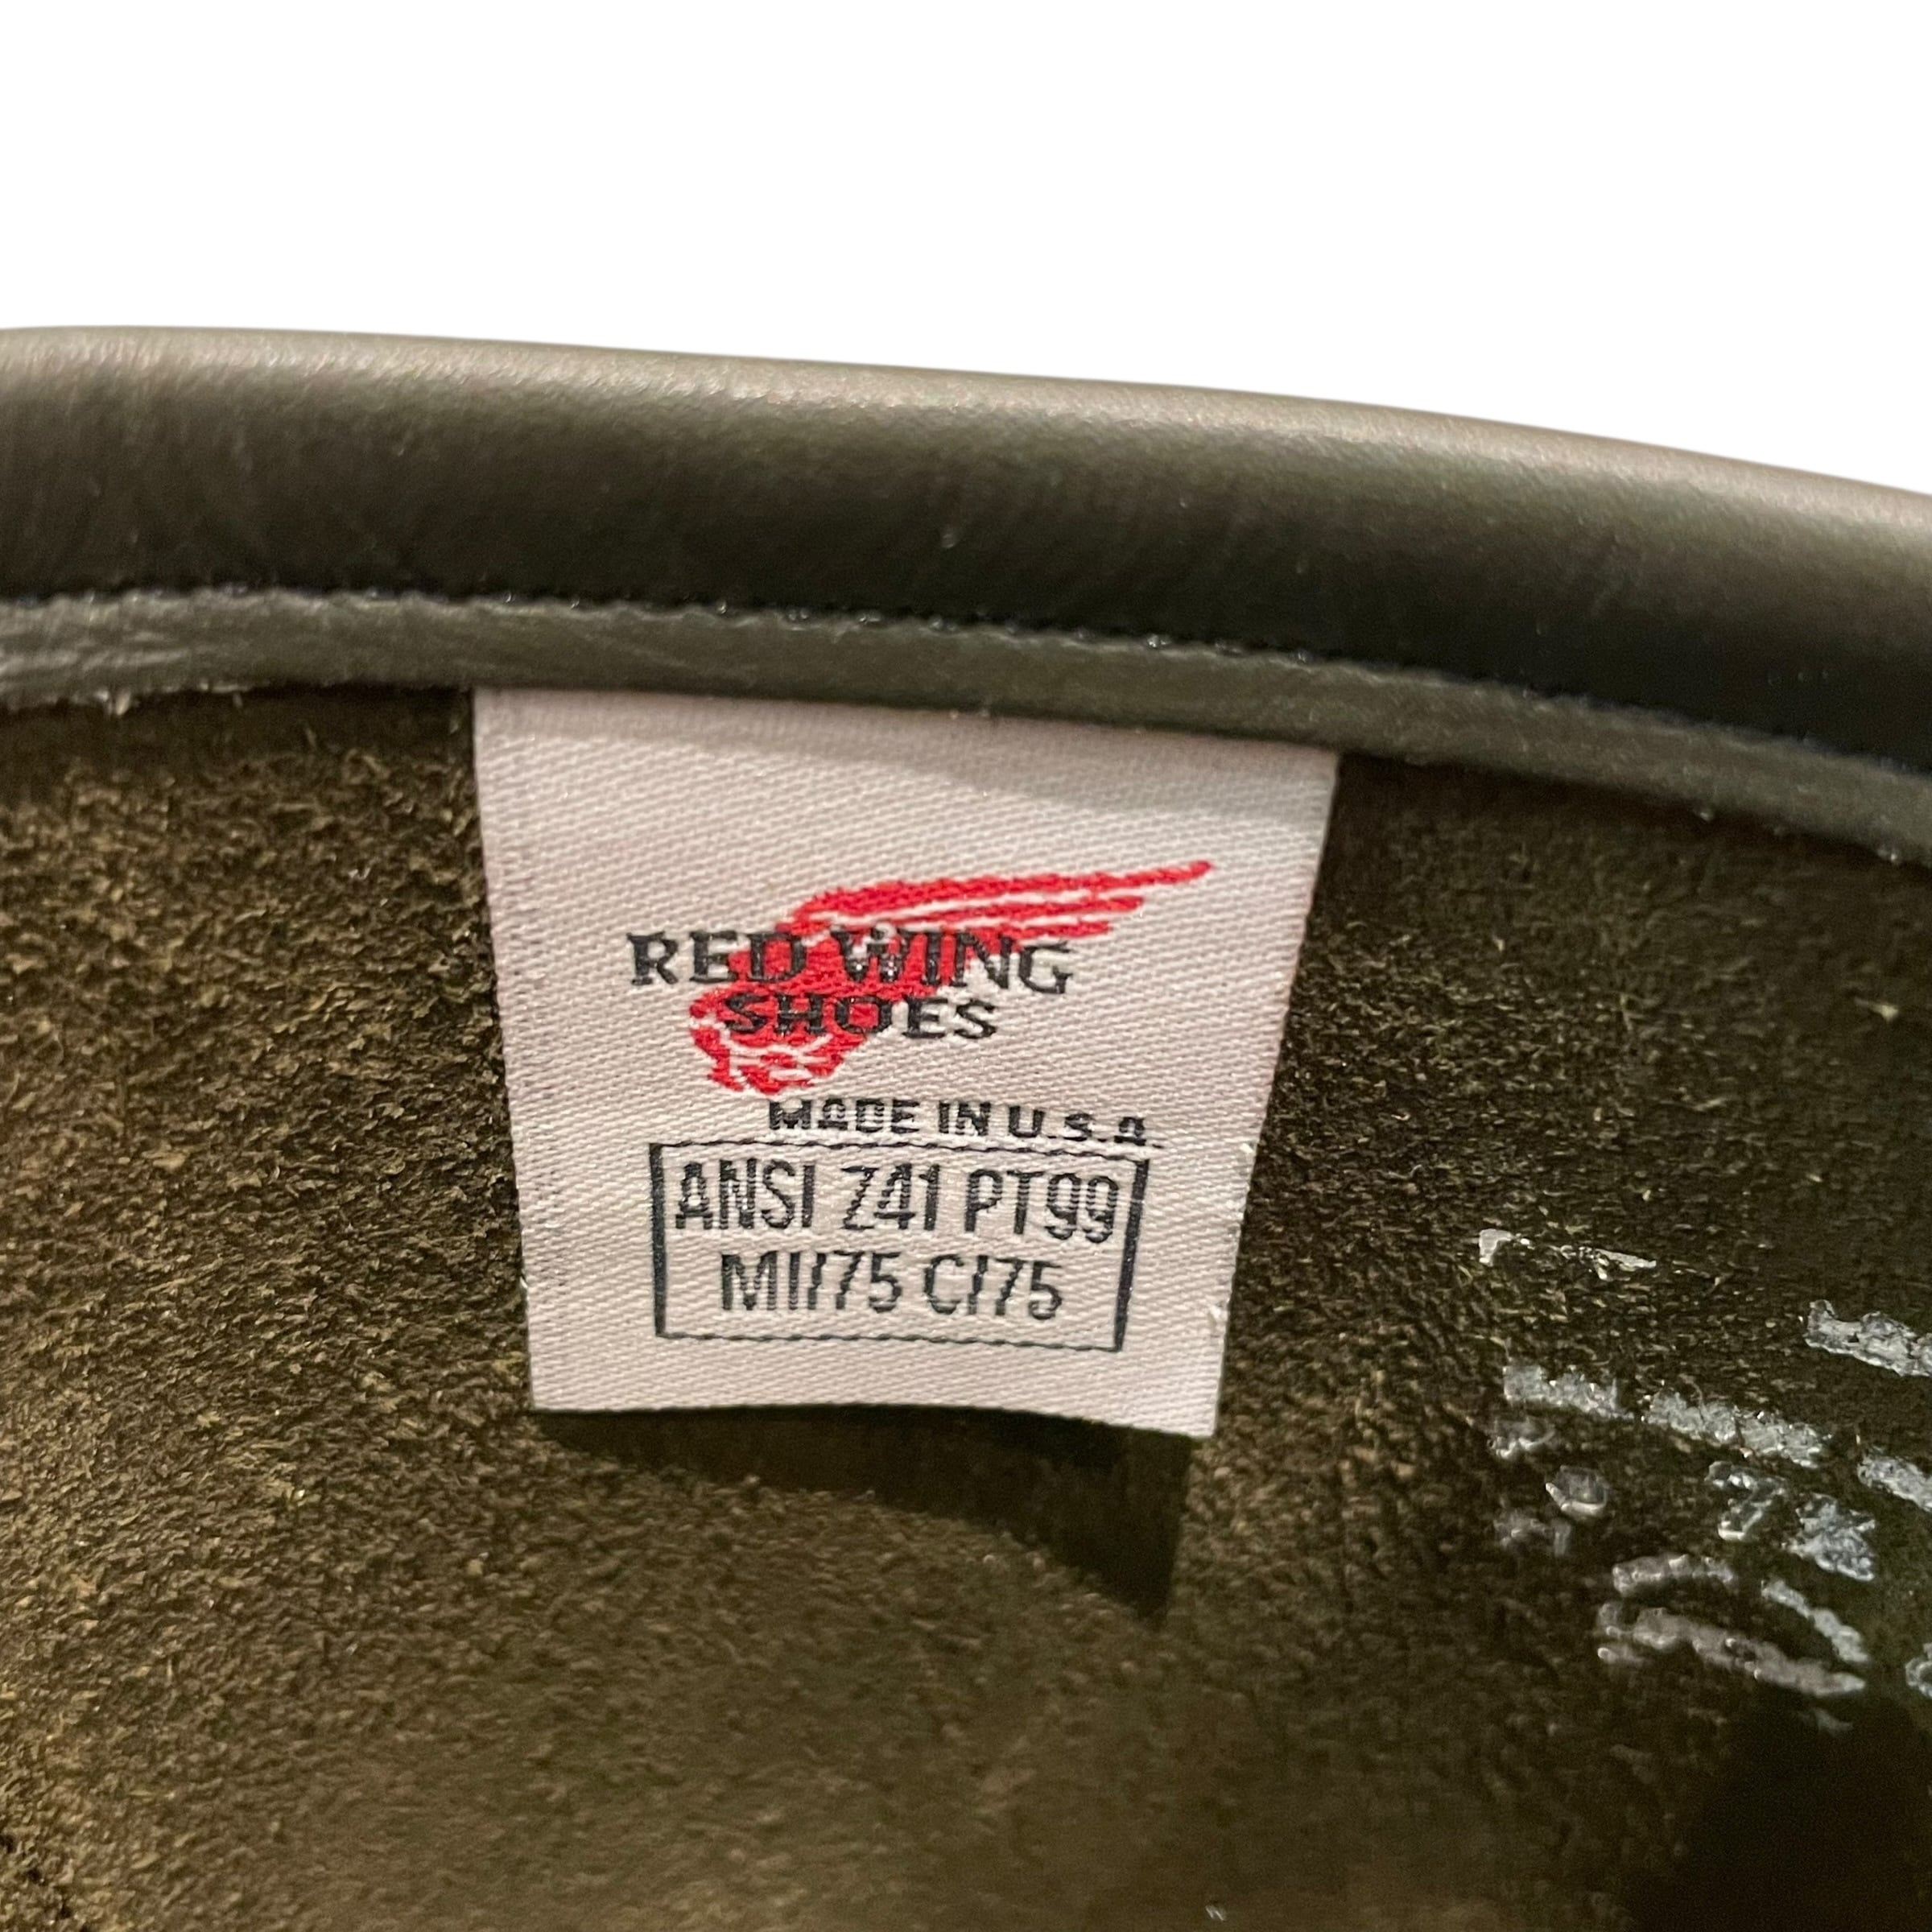 RED WING
SHOES
MADE IN U.S.A.
ANSI Z41 PT99
MI/75 C/75